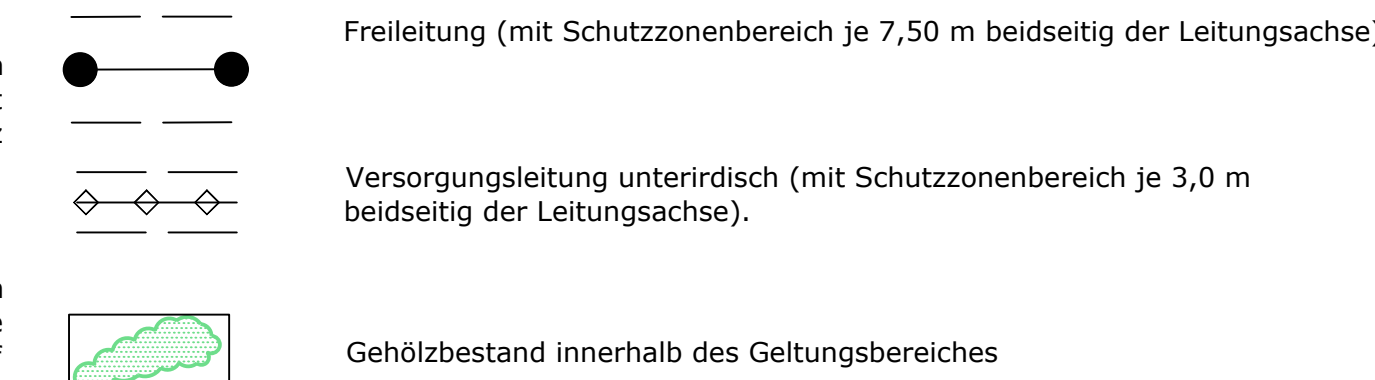 Freileitung (mit Schutzzonenbereich je 7,50 m beidseitig der Leitungsachse)
Versorgungsleitung unterirdisch (mit Schutzzonenbereich je 3,0 m
beidseitig der Leitungsachse).
Gehölzbestand innerhalb des Geltungsbereiches